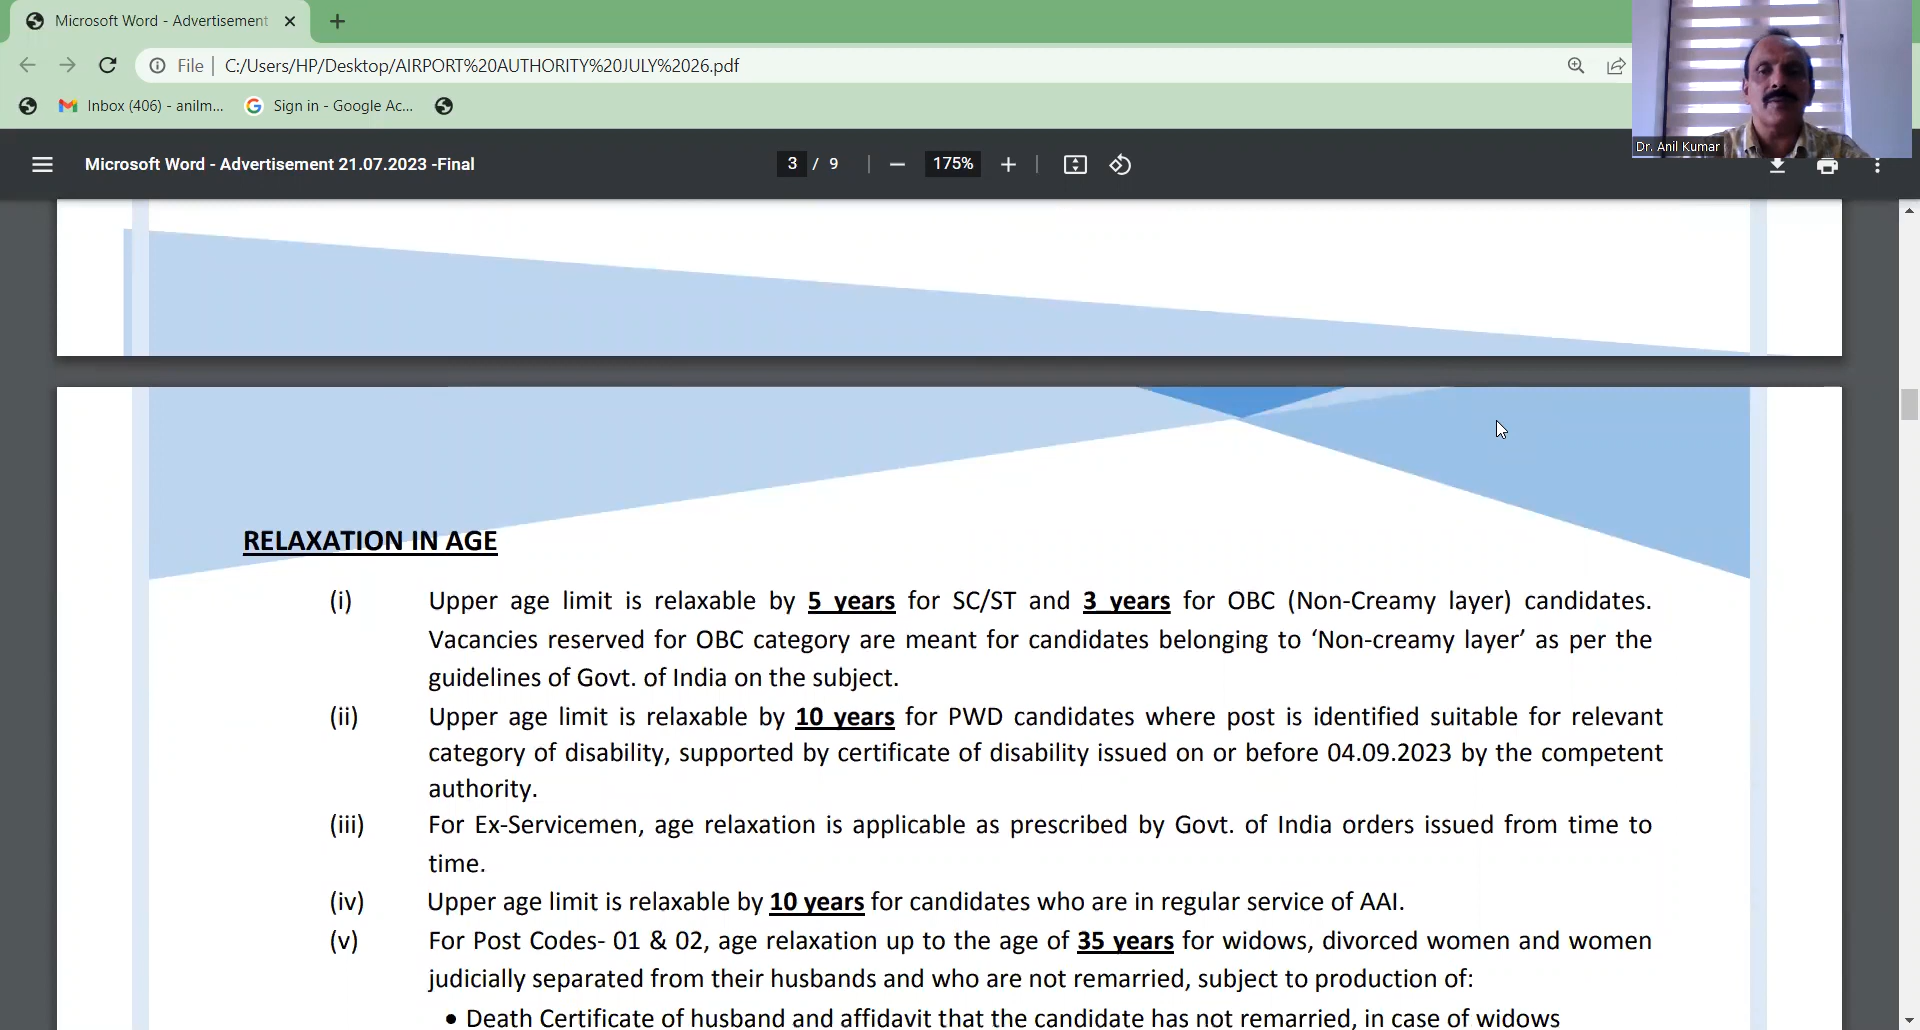 Microsoft Word - Advertisement
File
C:/Users/HP/Desktop/AIRPORT%20AUTHORITY%20JULY%2026.pdf
Inbox (406) - anilm...
Sign in - Google Ac...
Dr. Anil Kumar
Microsoft Word - Advertisement 21.07.2023 -Final
3 / 9
175%
RELAXATION IN AGE
(i) Upper age limit is relaxable by 5 years for SC/ST and 3 years for OBC (Non-Creamy layer) candidates.
Vacancies reserved for OBC category are meant for candidates belonging to ‘Non-creamy layer’ as per the
guidelines of Govt. of India on the subject.
(ii) Upper age limit is relaxable by 10 years for PWD candidates where post is identified suitable for relevant
category of disability, supported by certificate of disability issued on or before 04.09.2023 by the competent
authority.
(iii) For Ex-Servicemen, age relaxation is applicable as prescribed by Govt. of India orders issued from time to
time.
(iv) Upper age limit is relaxable by 10 years for candidates who are in regular service of AAI.
(v) For Post Codes- 01 & 02, age relaxation up to the age of 35 years for widows, divorced women and women
judicially separated from their husbands and who are not remarried, subject to production of:
• Death Certificate of husband and affidavit that the candidate has not remarried, in case of widows